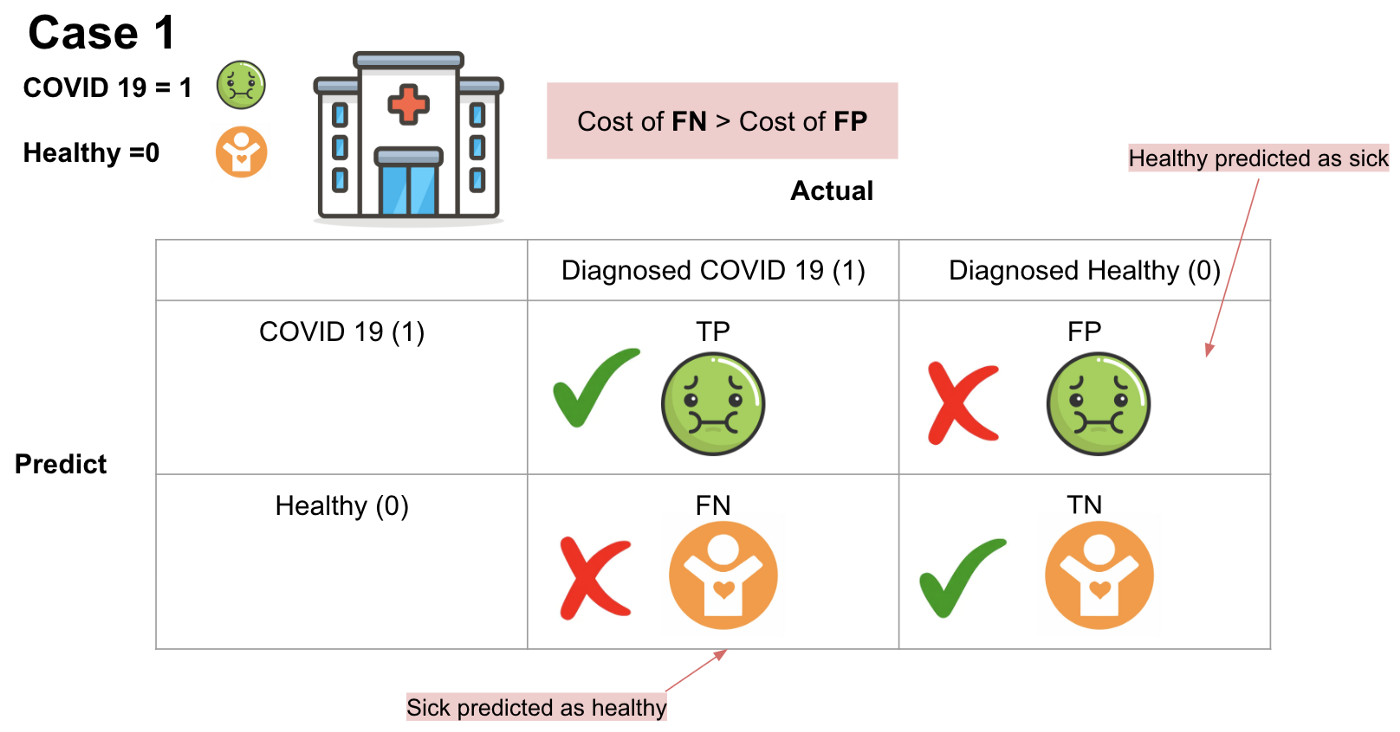 Case 1
COVID 19 = 1
Healthy =0
Cost of FN > Cost of FP
Healthy predicted as sick
Actual
Diagnosed COVID 19 (1)
Diagnosed Healthy (0)
COVID 19 (1)
TP
FP
Predict
Healthy (0)
FN
TN
Sick predicted as healthy